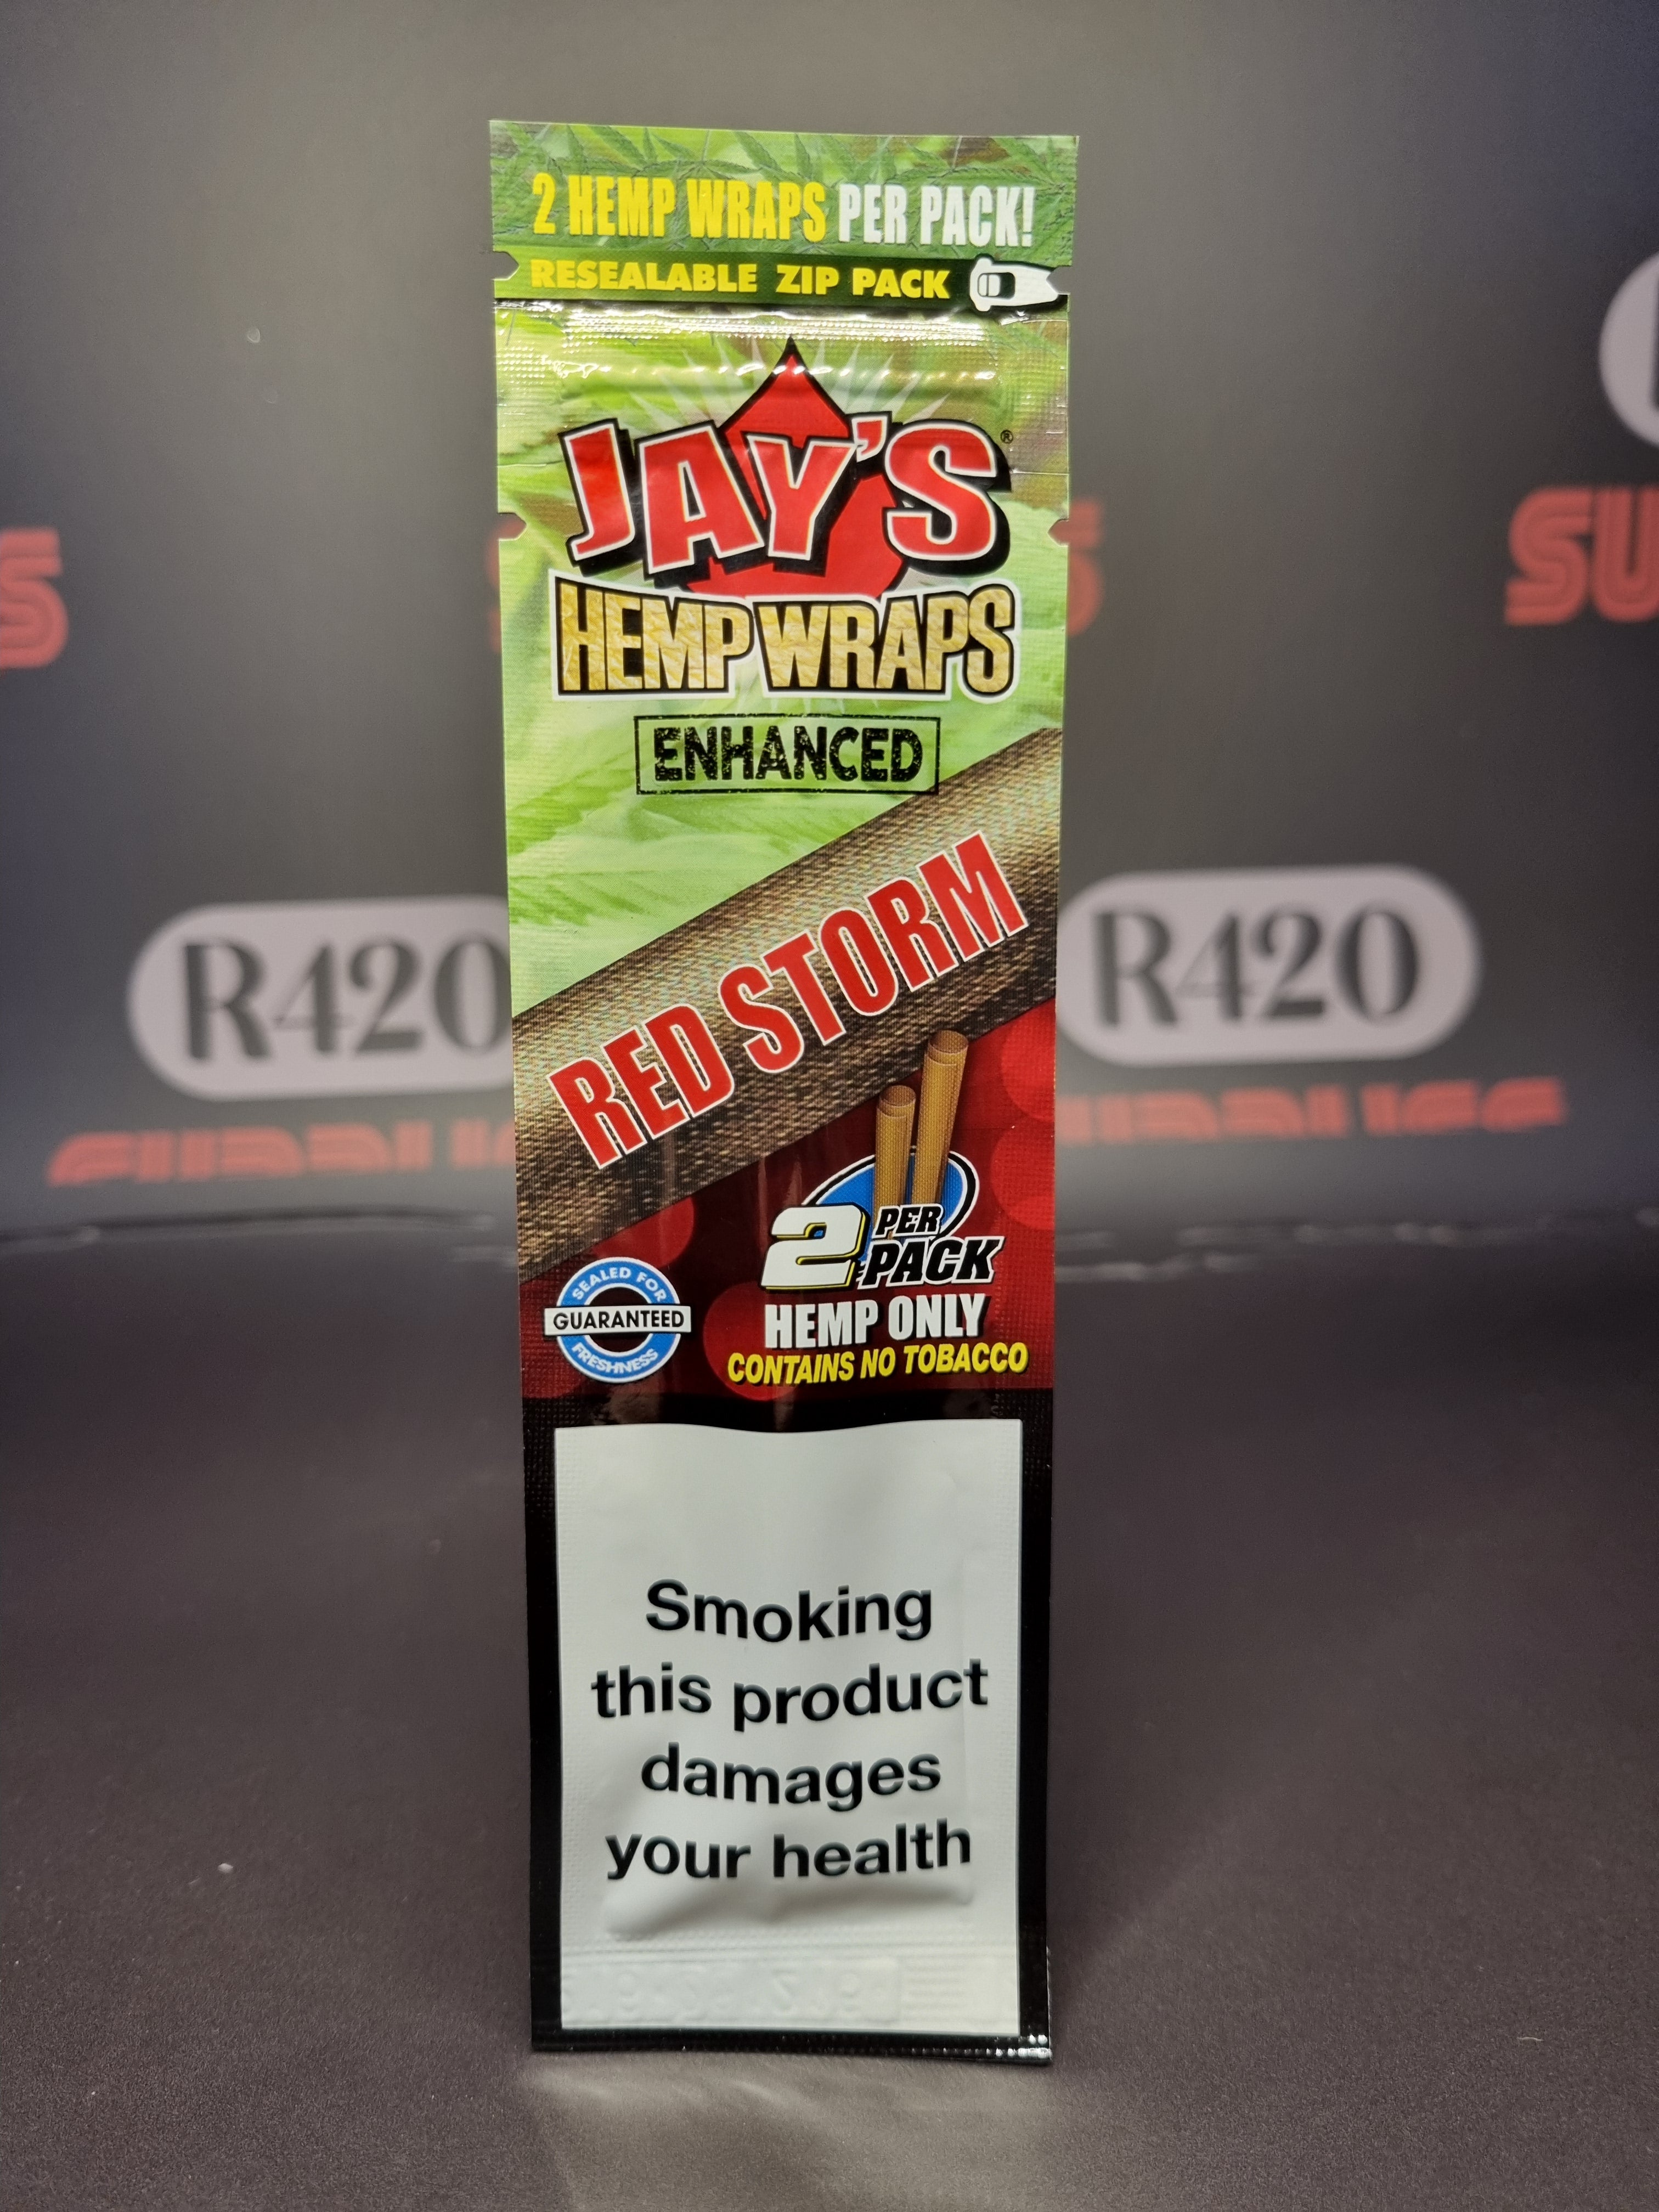 2 HEMP WRAPS PER PACK!
RESEALABLE ZIP PACK
JAY'S®
HEMP WRAPS
ENHANCED
RED STORM
2 PER
PACK
HEMP ONLY
CONTAINS NO TOBACCO
SEALED FOR
GUARANTEED
FRESHNESS
Smoking
this product
damages
your health
R420
R420